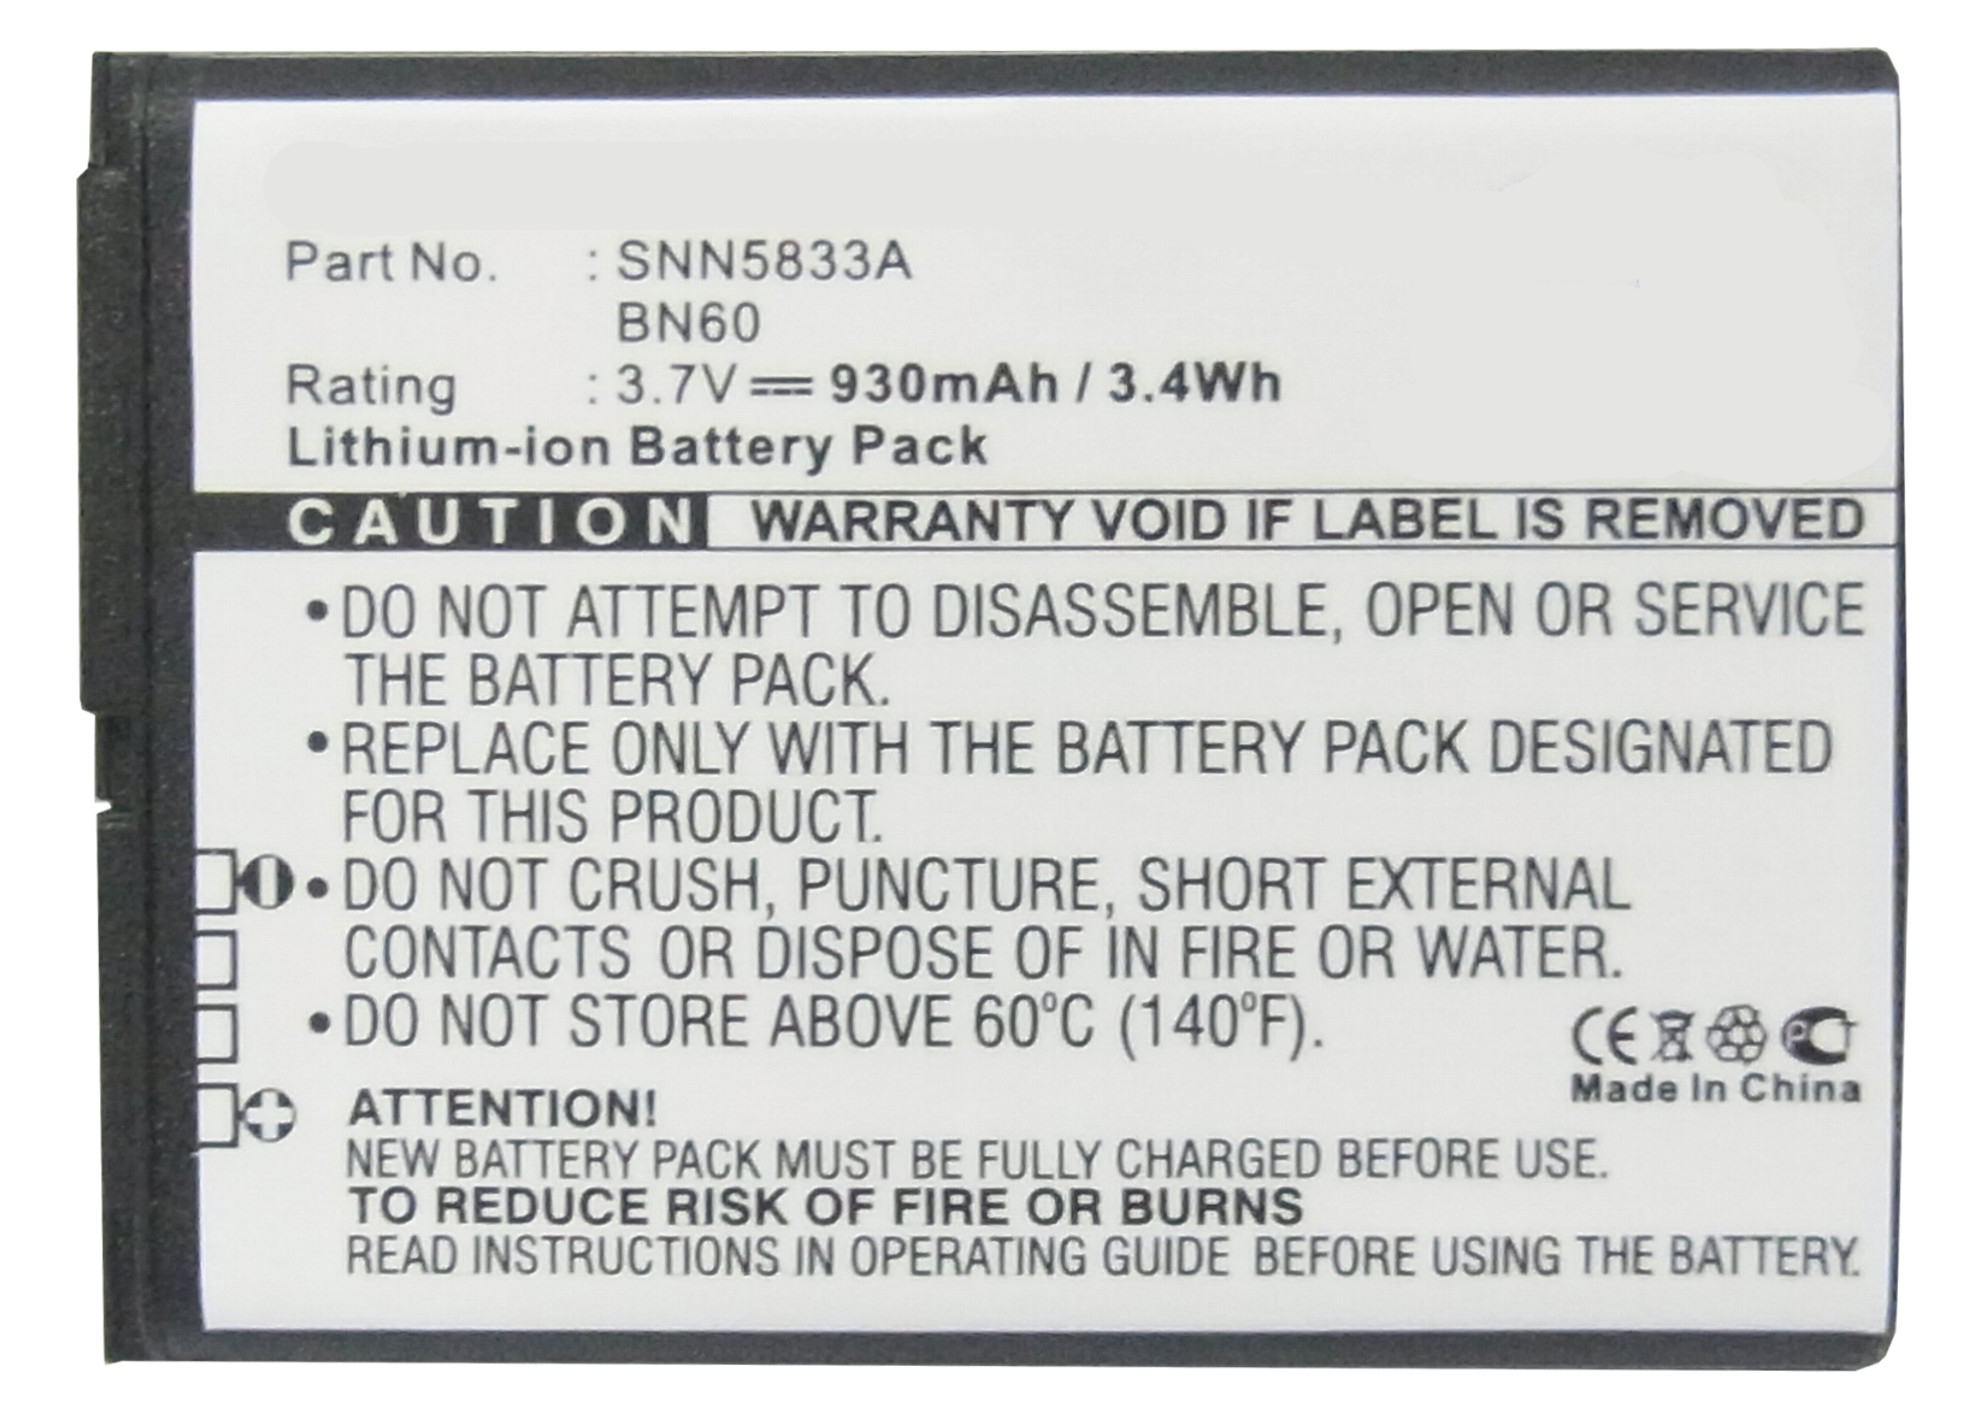 Part No. : SNN5833A
BN60
Rating : 3.7V 930mAh / 3.4Wh
Lithium-ion Battery Pack
CAUTION WARRANTY VOID IF LABEL IS REMOVED
•DO NOT ATTEMPT TO DISASSEMBLE, OPEN OR SERVICE
THE BATTERY PACK.
•REPLACE ONLY WITH THE BATTERY PACK DESIGNATED
FOR THIS PRODUCT.
•DO NOT CRUSH, PUNCTURE, SHORT EXTERNAL
CONTACTS OR DISPOSE OF IN FIRE OR WATER.
•DO NOT STORE ABOVE 60°C (140°F).
CE PCT
Made In China
ATTENTION!
NEW BATTERY PACK MUST BE FULLY CHARGED BEFORE USE.
TO REDUCE RISK OF FIRE OR BURNS
READ INSTRUCTIONS IN OPERATING GUIDE BEFORE USING THE BATTERY.